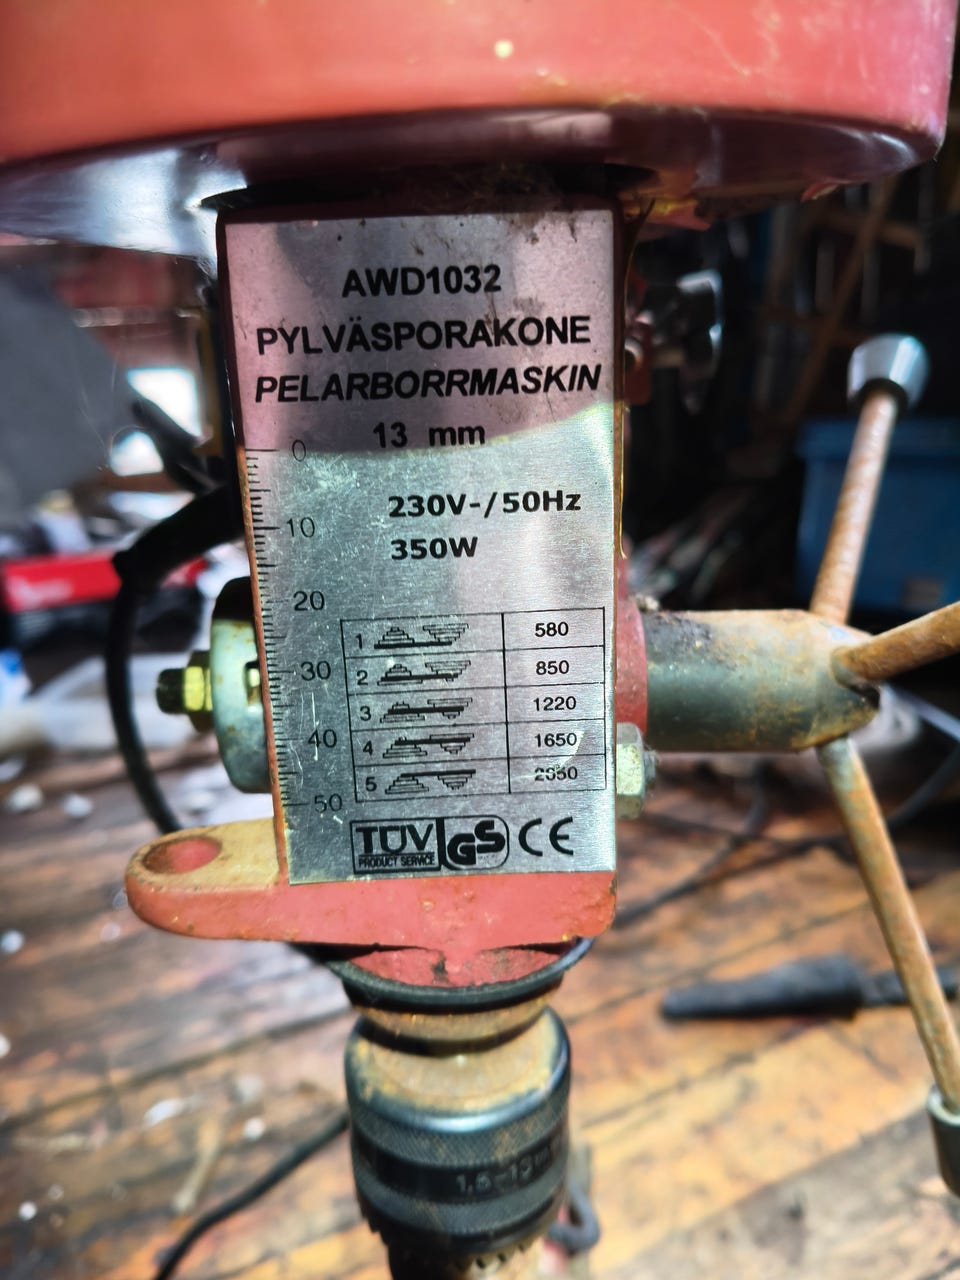 AWD1032
PYLVÄSPORAKONE
PELARBORRMASKIN
13 mm
0
10
20
30
40
50
230V-/50Hz
350W
1 580
2 850
3 1220
4 1650
5
TÜV GS CE
PRODUCT SERVICE